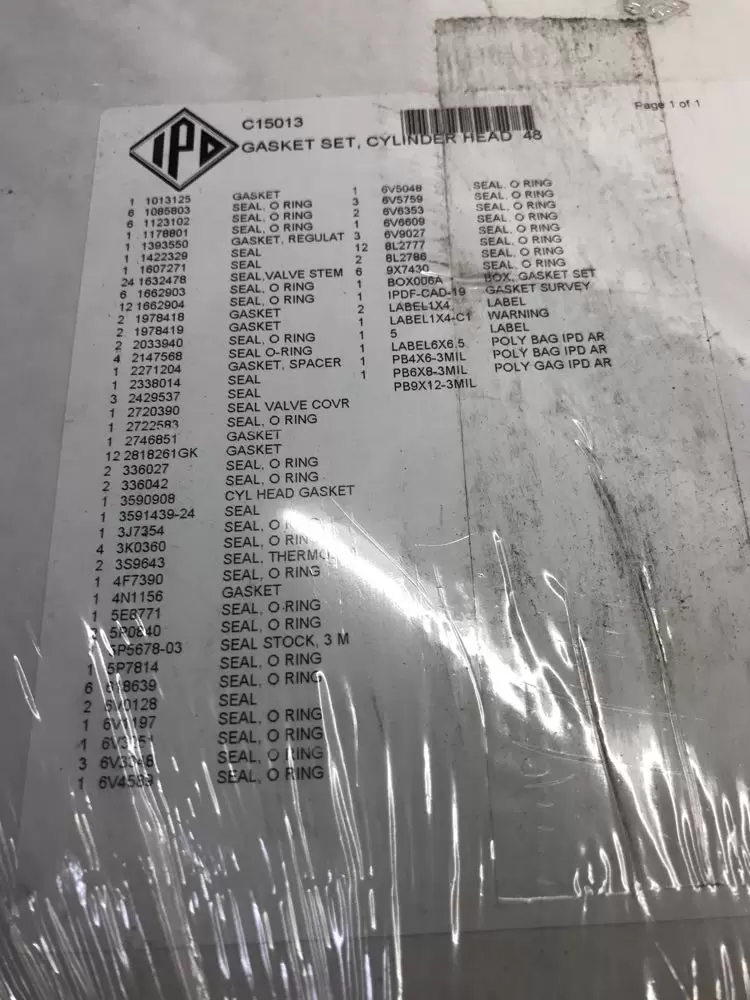 IPD
C15013
Page 1 of 1
GASKET SET, CYLINDER HEAD 48
1 1013125 GASKET
6 1085803 SEAL, O RING
6 1123102 SEAL, O RING
1 1178801 SEAL, O RING
1 1393550 GASKET, REGULAT
1 1422329 SEAL
1 1607271 SEAL
24 1632478 SEAL,VALVE STEM
6 1662903 SEAL, O RING
12 1662904 SEAL, O RING
2 1978418 GASKET
2 1978419 GASKET
2 2033940 SEAL, O RING
4 2147568 SEAL O-RING
1 2271204 GASKET, SPACER
1 2338014 SEAL
3 2429537 SEAL
1 2720390 SEAL VALVE COVR
1 2722583 SEAL, O RING
1 2746851 GASKET
12 2818261GK GASKET
2 336027 SEAL, O RING
2 336042 SEAL, O RING
1 3590908 CYL HEAD GASKET
1 3591439-24 SEAL
1 3J7354 SEAL, O RING
4 3K0360 SEAL, O RIN
2 3S9643 SEAL, THERMO
1 4F7390 SEAL, O RING
1 4N1156 GASKET
1 5E8771 SEAL, O RING
5P0840 SEAL, O RING
5P5678-03 SEAL STOCK, 3 M
1 5P7814 SEAL, O RING
6 8639 SEAL, O RING
2 6V0128 SEAL
1 6V1197 SEAL, O RING
1 SEAL, O RING
3 6V3348 SEAL, O RING
1 6V4589 SEAL, O RING
1 6V5048 SEAL, O RING
3 6V5759 SEAL, O RING
2 6V6353 SEAL, O RING
1 6V6609 SEAL, O RING
3 6V9027 SEAL, O RING
12 8L2777 SEAL, O RING
2 8L2786 SEAL, O RING
6 9X7430 SEAL, O RING
1 BOX006A BOX, GASKET SET
1 IPDF-CAD-19 GASKET SURVEY
2 LABEL1X4 LABEL
1 LABEL1X4-C1 WARNING
5
1 LABEL6X6.5 LABEL
1 PB4X6-3MIL POLY BAG IPD AR
1 PB6X8-3MIL POLY BAG IPD AR
PB9X12-3MIL POLY GAG IPD AR